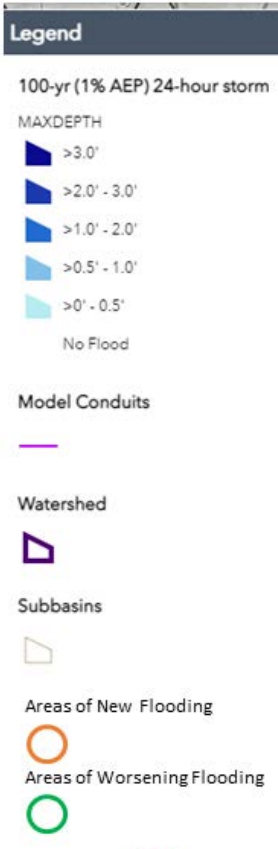 Legend
100-yr (1% AEP) 24-hour storm
MAXDEPTH
>3.0'
>2.0' - 3.0'
>1.0' - 2.0'
>0.5' - 1.0'
>0' - 0.5'
No Flood
Model Conduits
Watershed
Subbasins
Areas of New Flooding
Areas of Worsening Flooding